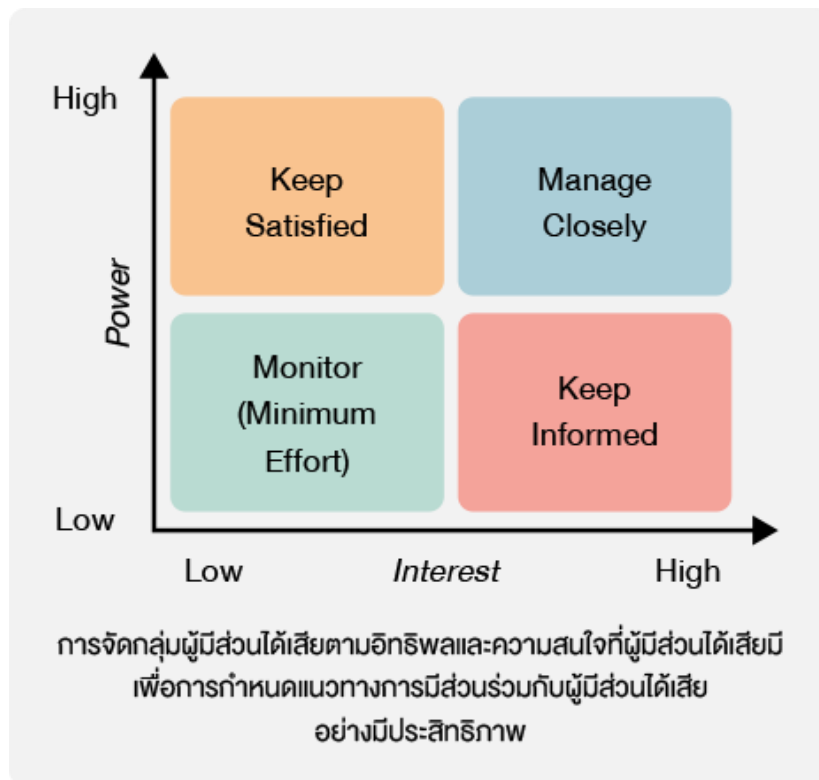 High
Keep
Satisfied
Manage
Closely
Power
Monitor
(Minimum
Effort)
Keep
Informed
Low
Low
Interest
High
การจัดกลุ่มผู้มีส่วนได้เสียตามอิทธิพลและความสนใจที่ผู้มีส่วนได้เสียมี
เพื่อการกำหนดแนวทางการมีส่วนร่วมกับผู้มีส่วนได้เสีย
อย่างมีประสิทธิภาพ